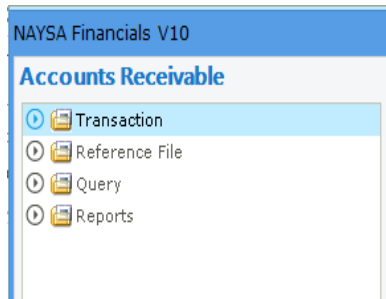 NAYSA Financials V10
Accounts Receivable
Transaction
Reference File
Query
Reports